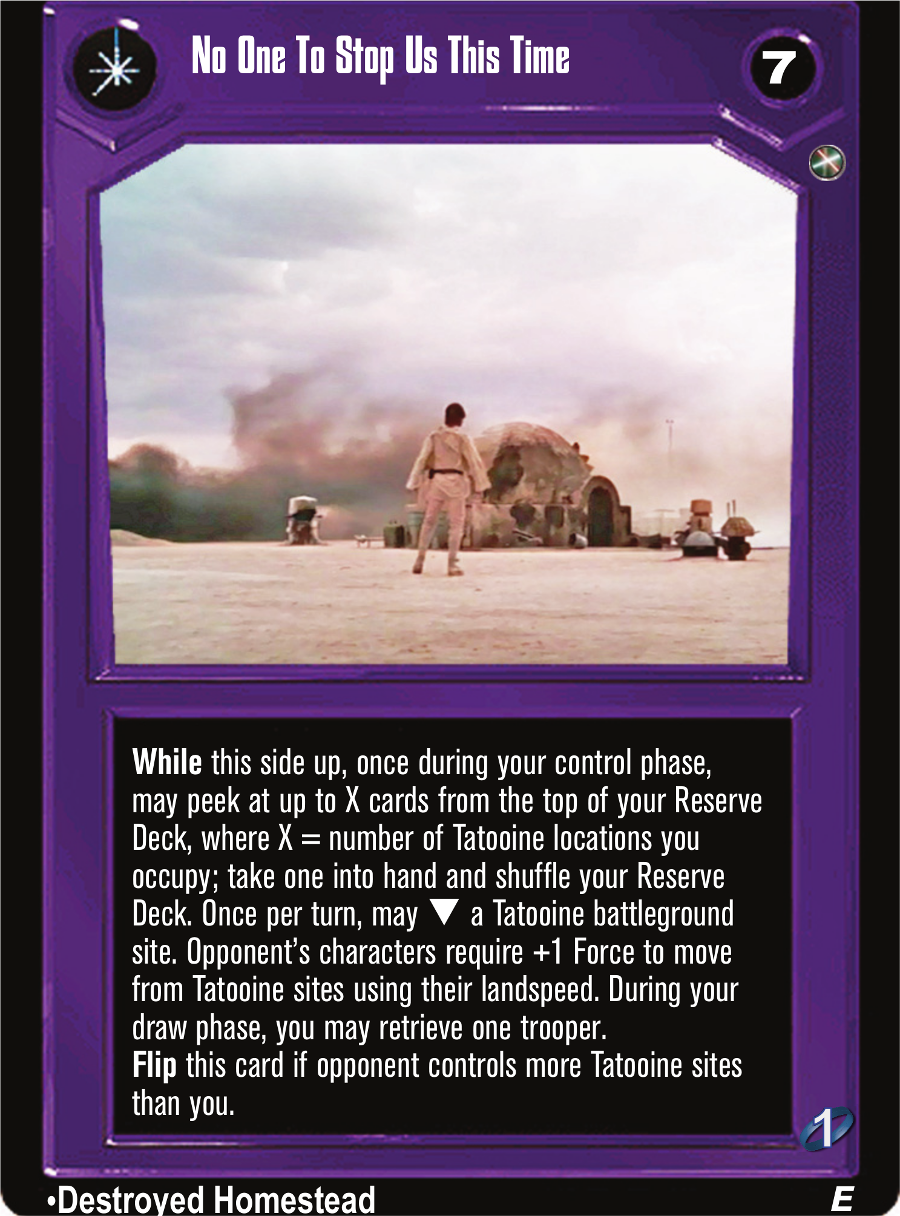 No One To Stop Us This Time
7
While this side up, once during your control phase,
may peek at up to X cards from the top of your Reserve
Deck, where X = number of Tatooine locations you
occupy; take one into hand and shuffle your Reserve
Deck. Once per turn, may ▼ a Tatooine battleground
site. Opponent’s characters require +1 Force to move
from Tatooine sites using their landspeed. During your
draw phase, you may retrieve one trooper.
Flip this card if opponent controls more Tatooine sites
than you.
1
•Destroyed Homestead
E